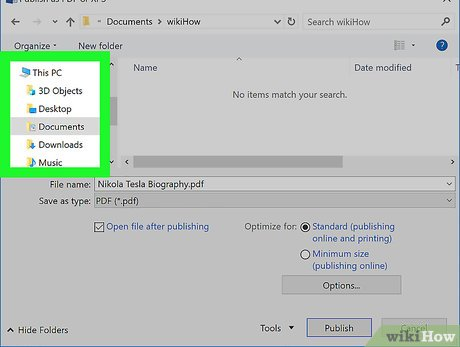 Publish as PDF or XPS
Documents › wikiHow
Search wikiHow
Organize
New folder
?
This PC
3D Objects
Desktop
Documents
Downloads
Music
Name
Date modified
T
No items match your search.
File name: Nikola Tesla Biography.pdf
Save as type: PDF (*.pdf)
Open file after publishing
Optimize for:
Standard (publishing
online and printing)
Minimum size
(publishing online)
Options...
Hide Folders
Tools
Publish
Cancel
wikiHow